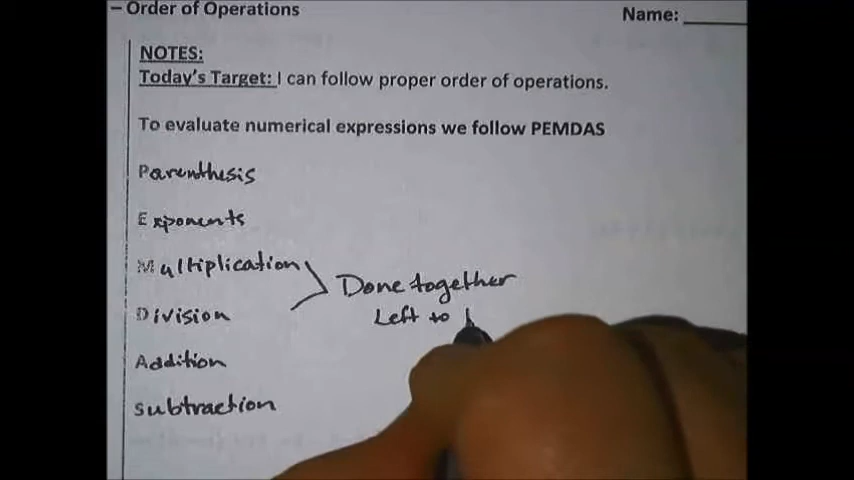 – Order of Operations
Name:
NOTES:
Today's Target: I can follow proper order of operations.
To evaluate numerical expressions we follow PEMDAS
Parenthesis
Exponents
Multiplication
Done together
Left to
Division
Addition
Subtraction